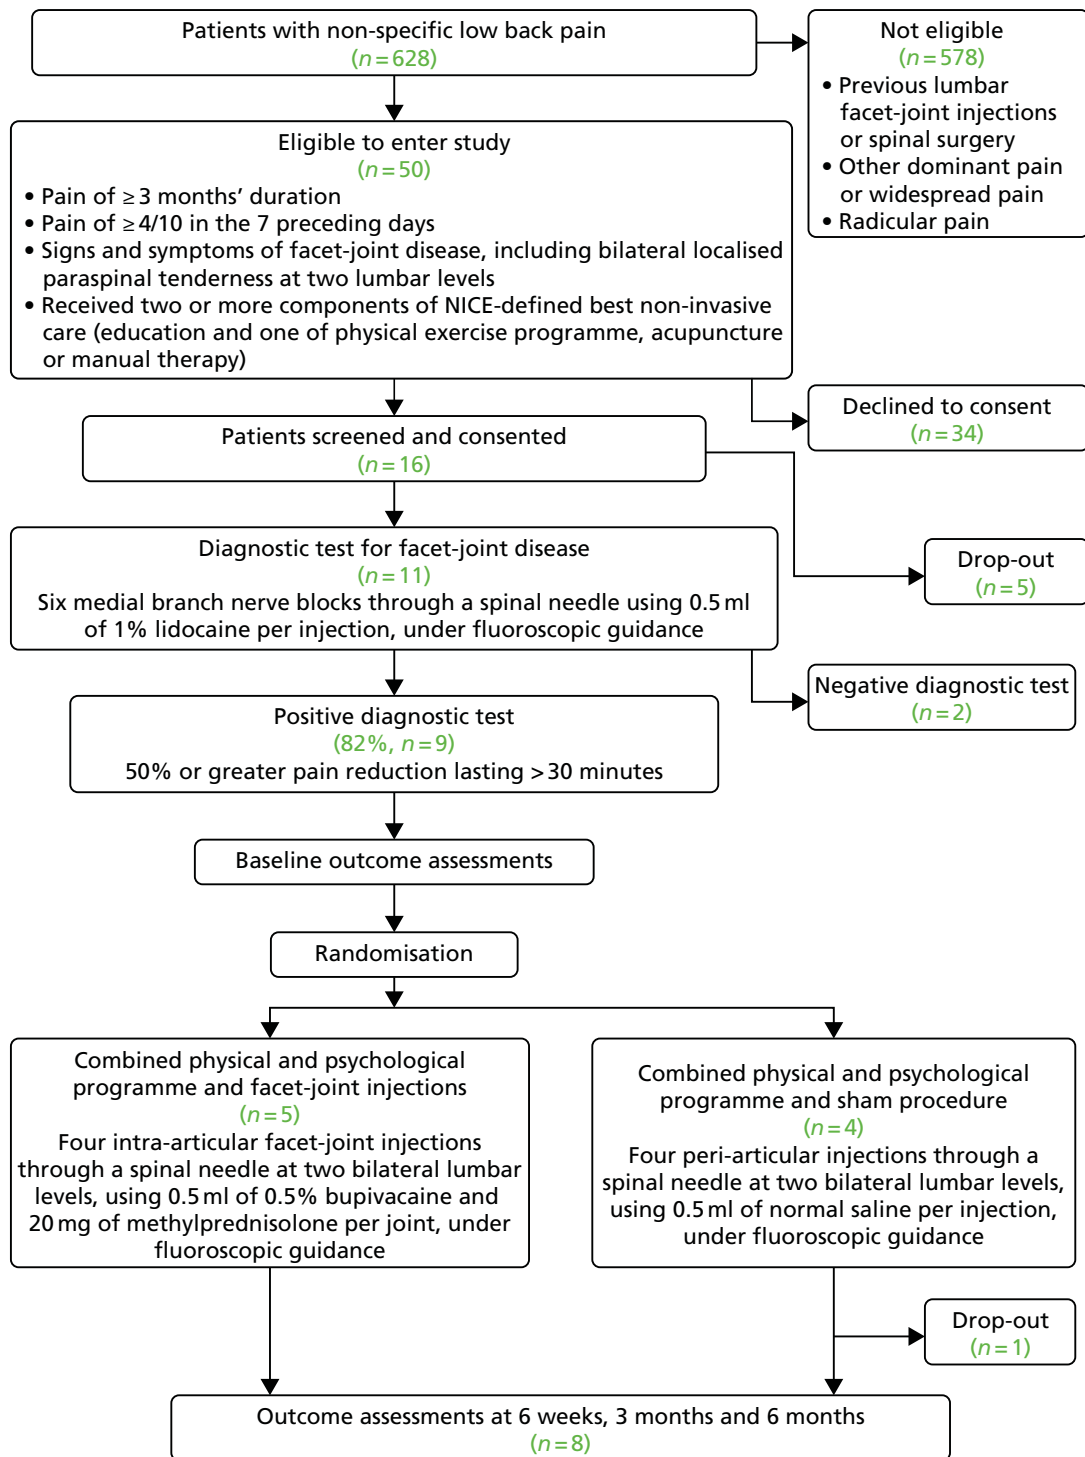 Patients with non-specific low back pain
(n=628)
Not eligible
(n=578)
• Previous lumbar
facet-joint injections
or spinal surgery
• Other dominant pain
or widespread pain
• Radicular pain
Eligible to enter study
(n=50)
• Pain of ≥3 months’ duration
• Pain of ≥4/10 in the 7 preceding days
• Signs and symptoms of facet-joint disease, including bilateral localised
paraspinal tenderness at two lumbar levels
• Received two or more components of NICE-defined best non-invasive
care (education and one of physical exercise programme, acupuncture
or manual therapy)
Declined to consent
(n=34)
Patients screened and consented
(n=16)
Drop-out
(n=5)
Diagnostic test for facet-joint disease
(n=11)
Six medial branch nerve blocks through a spinal needle using 0.5 ml
of 1% lidocaine per injection, under fluoroscopic guidance
Negative diagnostic test
(n=2)
Positive diagnostic test
(82%, n=9)
50% or greater pain reduction lasting >30 minutes
Baseline outcome assessments
Randomisation
Combined physical and psychological
programme and facet-joint injections
(n=5)
Four intra-articular facet-joint injections
through a spinal needle at two bilateral lumbar
levels, using 0.5 ml of 0.5% bupivacaine and
20 mg of methylprednisolone per joint, under
fluoroscopic guidance
Combined physical and psychological
programme and sham procedure
(n=4)
Four peri-articular injections through a
spinal needle at two bilateral lumbar levels,
using 0.5 ml of normal saline per injection,
under fluoroscopic guidance
Drop-out
(n=1)
Outcome assessments at 6 weeks, 3 months and 6 months
(n=8)